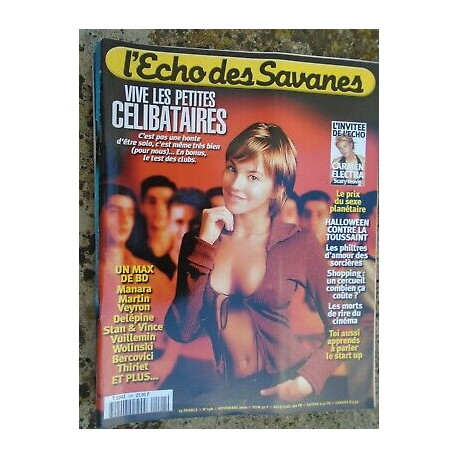 l'Echo des Savanes
VIVE LES PETITES
CÉLIBATAIRES
C'est pas une honte
d'être solo, c'est même très bien
(pour nous)... En bonus,
le test des clubs.
L'INVITÉE
DE L'ECHO
CARMEN
ELECTRA
Scary Movie
Le prix
du sexe
planétaire
HALLOWEEN
CONTRE LA
TOUSSAINT
Les philtres
d'amour des
sorcières
Shopping :
un cercueil
combien ça
coûte ?
Les morts
de rire du
cinéma
Toi aussi
apprends
à parler
le start up
UN MAX
DE BD
Manara
Martin
Veyron
Delépine
Stan & Vince
Vuillemin
Wolinski
Bercovici
Thiriet
ET PLUS...